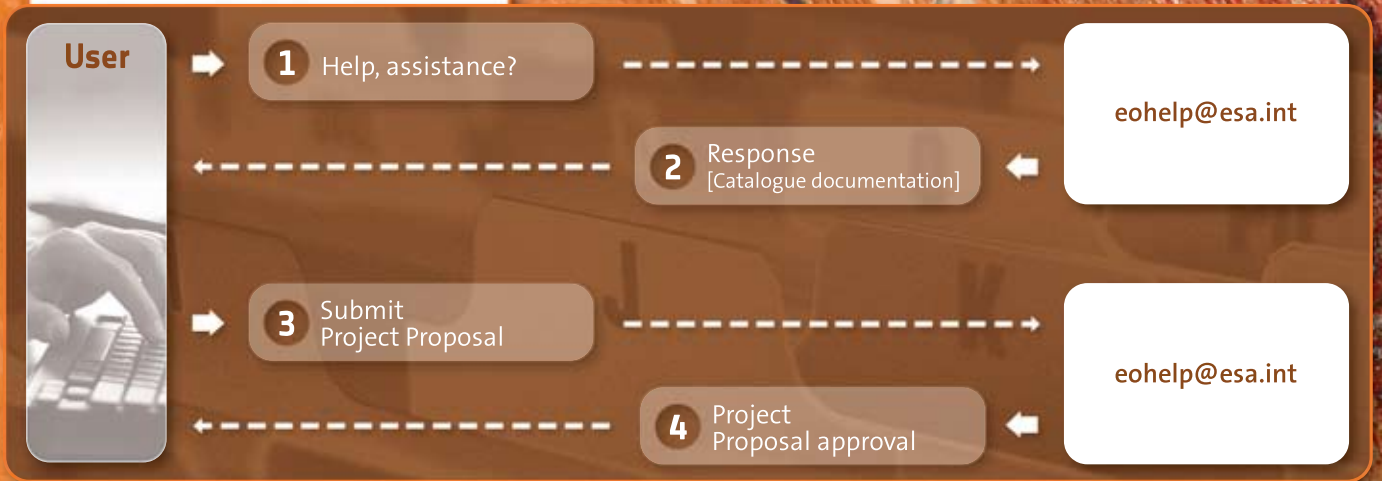 User
1 Help, assistance?
eohelp@esa.int
2 Response
[Catalogue documentation]
3 Submit
Project Proposal
eohelp@esa.int
4 Project
Proposal approval
J
K